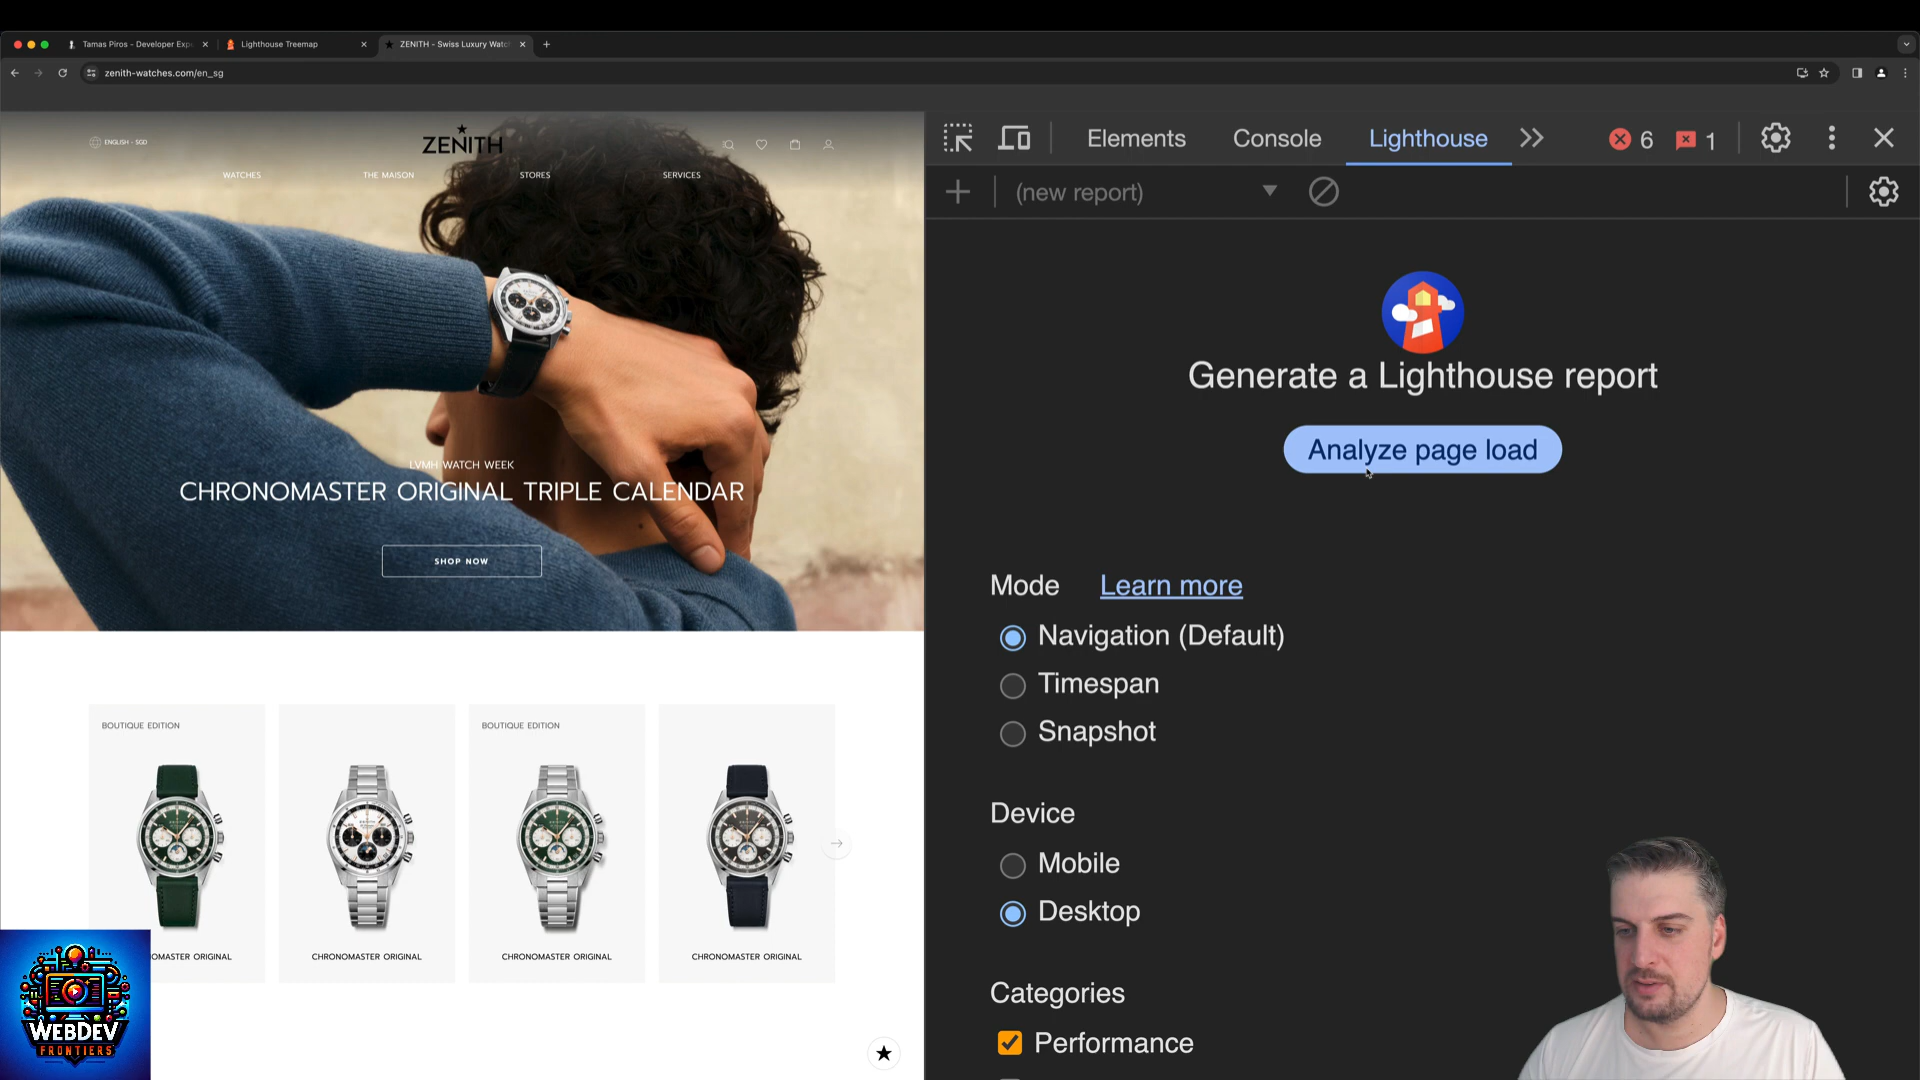 Tamas Piros - Developer Exp
Lighthouse Treemap
ZENITH - Swiss Luxury Watc
zenith-watches.com/en_sg
ENGLISH - SGD
ZENITH
WATCHES
THE MAISON
STORES
SERVICES
LVMH WATCH WEEK
CHRONOMASTER ORIGINAL TRIPLE CALENDAR
SHOP NOW
BOUTIQUE EDITION
BOUTIQUE EDITION
OMASTER ORIGINAL
CHRONOMASTER ORIGINAL
CHRONOMASTER ORIGINAL
CHRONOMASTER ORIGINAL
WEBDEV
FRONTIERS
Elements
Console
Lighthouse
6
1
(new report)
Generate a Lighthouse report
Analyze page load
Mode
Learn more
Navigation (Default)
Timespan
Snapshot
Device
Mobile
Desktop
Categories
Performance